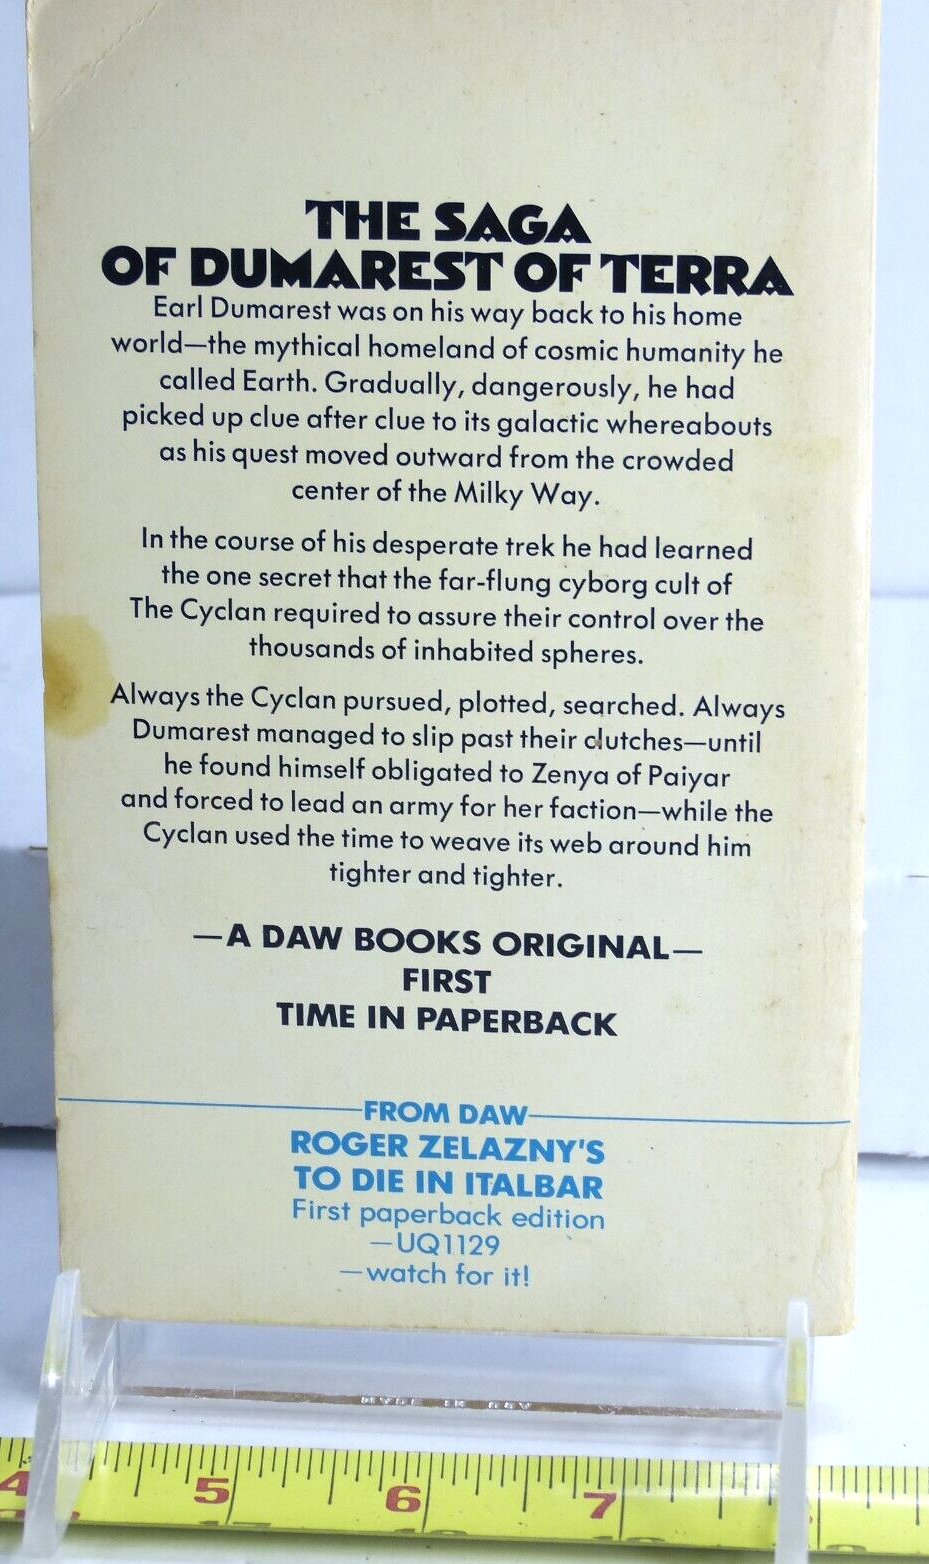 THE SAGA
OF DUMAREST OF TERRA
Earl Dumarest was on his way back to his home
world—the mythical homeland of cosmic humanity he
called Earth. Gradually, dangerously, he had
picked up clue after clue to its galactic whereabouts
as his quest moved outward from the crowded
center of the Milky Way.
In the course of his desperate trek he had learned
the one secret that the far-flung cyborg cult of
The Cyclan required to assure their control over the
thousands of inhabited spheres.
Always the Cyclan pursued, plotted, searched. Always
Dumarest managed to slip past their clutches—until
he found himself obligated to Zenya of Paiyar
and forced to lead an army for her faction—while the
Cyclan used the time to weave its web around him
tighter and tighter.
—A DAW BOOKS ORIGINAL—
FIRST
TIME IN PAPERBACK
FROM DAW
ROGER ZELAZNY'S
TO DIE IN ITALBAR
First paperback edition
—UQ1129
—watch for it!
4 5 6 7